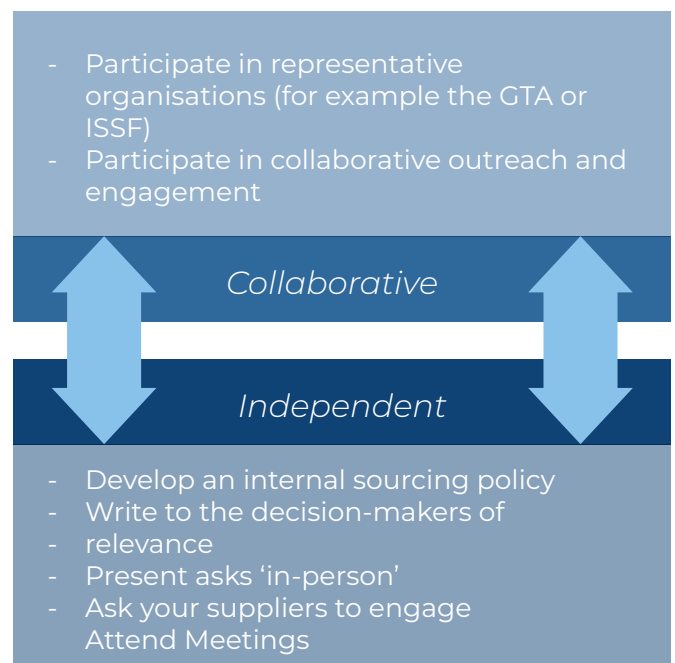 - Participate in representative
organisations (for example the GTA or
ISSF)
- Participate in collaborative outreach and
engagement
Collaborative
Independent
- Develop an internal sourcing policy
- Write to the decision-makers of
- relevance
- Present asks ‘in-person’
- Ask your suppliers to engage
Attend Meetings